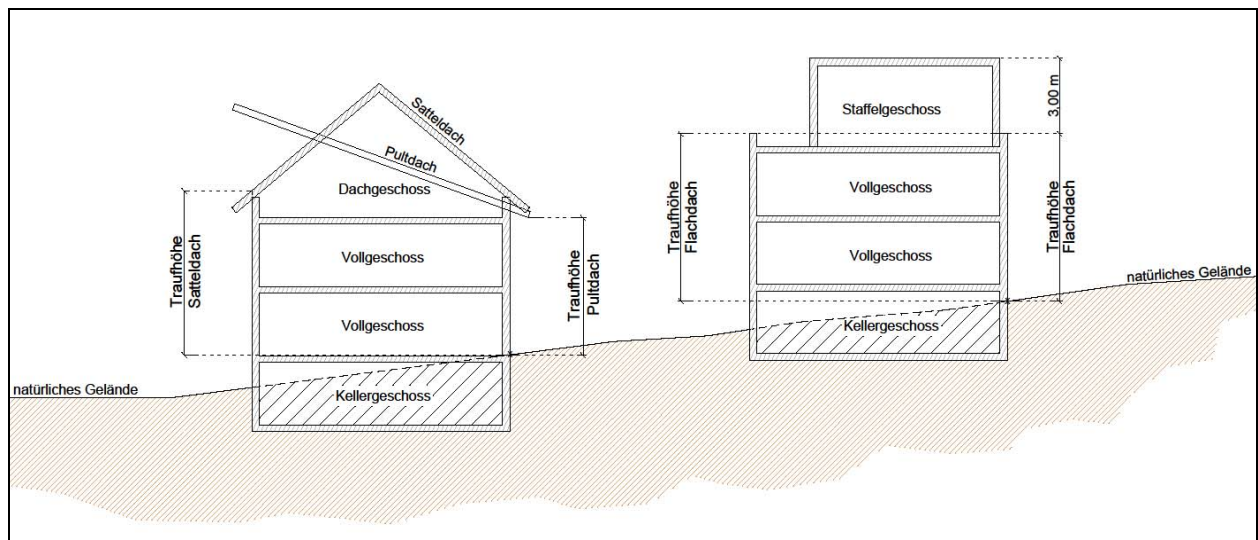 Satteldach
Pultdach
Dachgeschoss
Vollgeschoss
Vollgeschoss
Kellergeschoss
Traufhöhe
Satteldach
Traufhöhe
Pultdach
natürliches Gelände
Staffelgeschoss
3,00 m
Vollgeschoss
Vollgeschoss
Kellergeschoss
Traufhöhe
Flachdach
Traufhöhe
Flachdach
natürliches Gelände